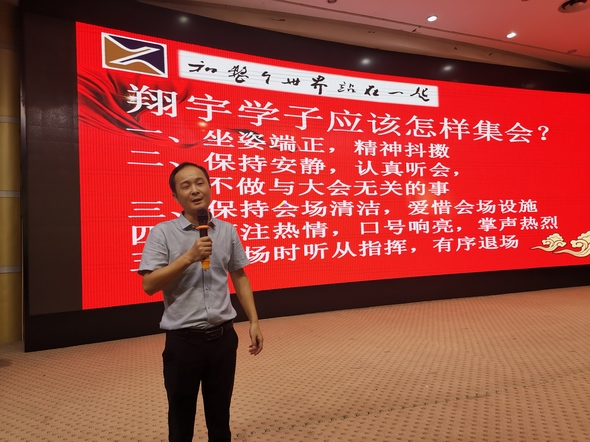 和整个世界站在一起
翔宇学子应该怎样集会？
一、坐姿端正，精神抖擞
二、保持安静，认真听会，
不做与大会无关的事
三、保持会场清洁，爱惜会场设施
四 注热情，口号响亮，掌声热烈
场时听从指挥，有序退场